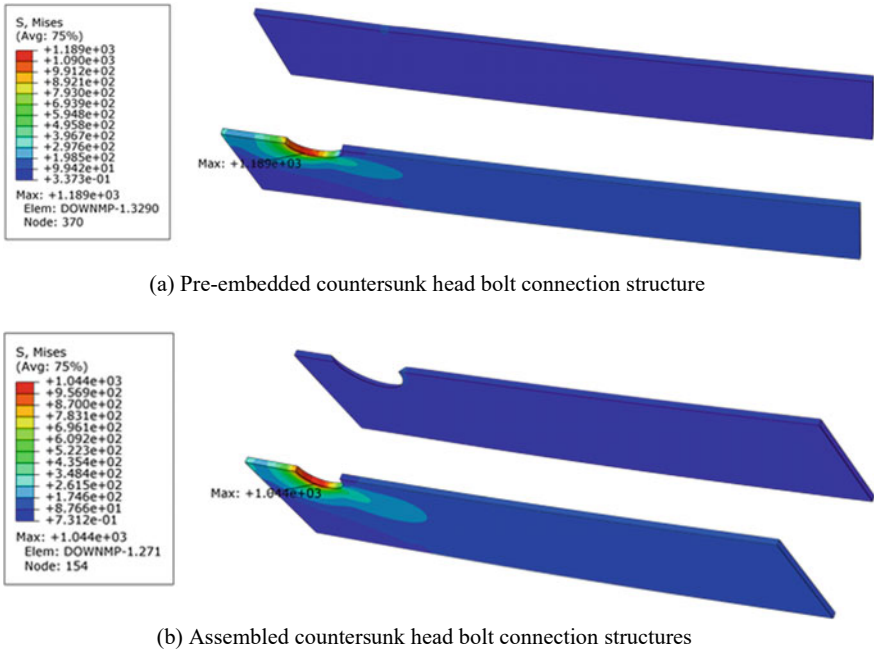 S, Mises
(Avg: 75%)
+1.189e+03
+1.090e+03
+9.912e+02
+8.921e+02
+7.930e+02
+6.939e+02
+5.948e+02
+4.958e+02
+3.967e+02
+2.976e+02
+1.985e+02
+9.942e+01
+3.373e-01
Max: +1.189e+03
Elem: DOWNMP-1.3290
Node: 370
Max: +1.189e+03
(a) Pre-embedded countersunk head bolt connection structure
S, Mises
(Avg: 75%)
+1.044e+03
+9.569e+02
+8.700e+02
+7.831e+02
+6.961e+02
+6.092e+02
+5.223e+02
+4.354e+02
+3.484e+02
+2.615e+02
+1.746e+02
+8.766e+01
+7.312e-01
Max: +1.044e+03
Elem: DOWNMP-1.271
Node: 154
Max: +1.044e+03
(b) Assembled countersunk head bolt connection structures